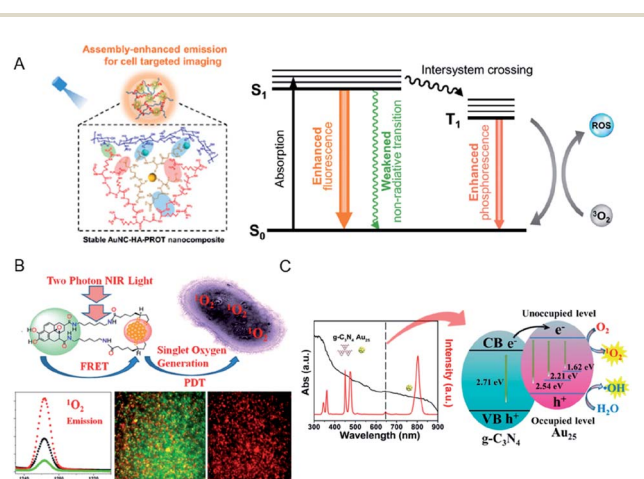 A
Assembly-enhanced emission
for cell targeted imaging
Stable AuNC-HA-PROT nanocomposite
S1
Absorption
Enhanced
fluorescence
Weakened
non-radiative transition
Intersystem crossing
T1
Enhanced
phosphorescence
S0
ROS
³O₂
B
Two Photon NIR Light
FRET
Singlet Oxygen
Generation
PDT
¹O₂
¹O₂
¹O₂
¹O₂
Emission
C
g-C₃N₄ Au₂₅
Abs (a.u.)
Intensity (a.u.)
300 400 500 600 700 800 900
Wavelength (nm)
CB e⁻
2.71 eV
VB h⁺
g-C₃N₄
Unoccupied level
e⁻
1.62 eV
2.21 eV
2.54 eV
h⁺
Occupied level
Au₂₅
O₂
¹O₂
•OH
H₂O